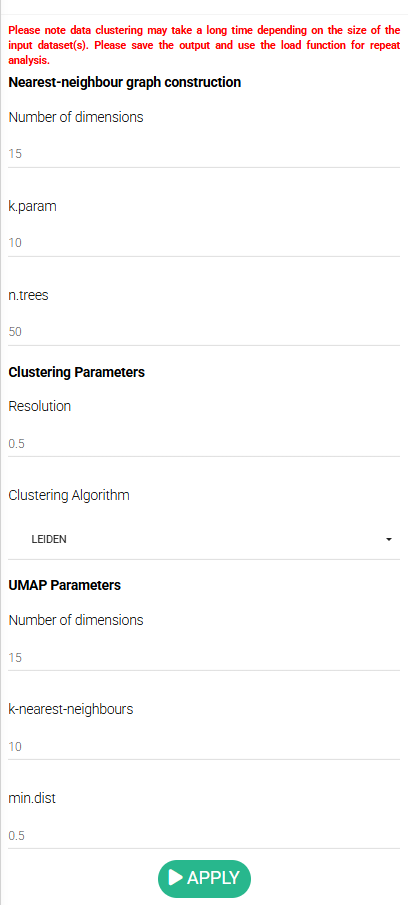 Please note data clustering may take a long time depending on the size of the
input dataset(s). Please save the output and use the load function for repeat
analysis.
Nearest-neighbour graph construction
Number of dimensions
15
k.param
10
n.trees
50
Clustering Parameters
Resolution
0.5
Clustering Algorithm
LEIDEN
UMAP Parameters
Number of dimensions
15
k-nearest-neighbours
10
min.dist
0.5
APPLY